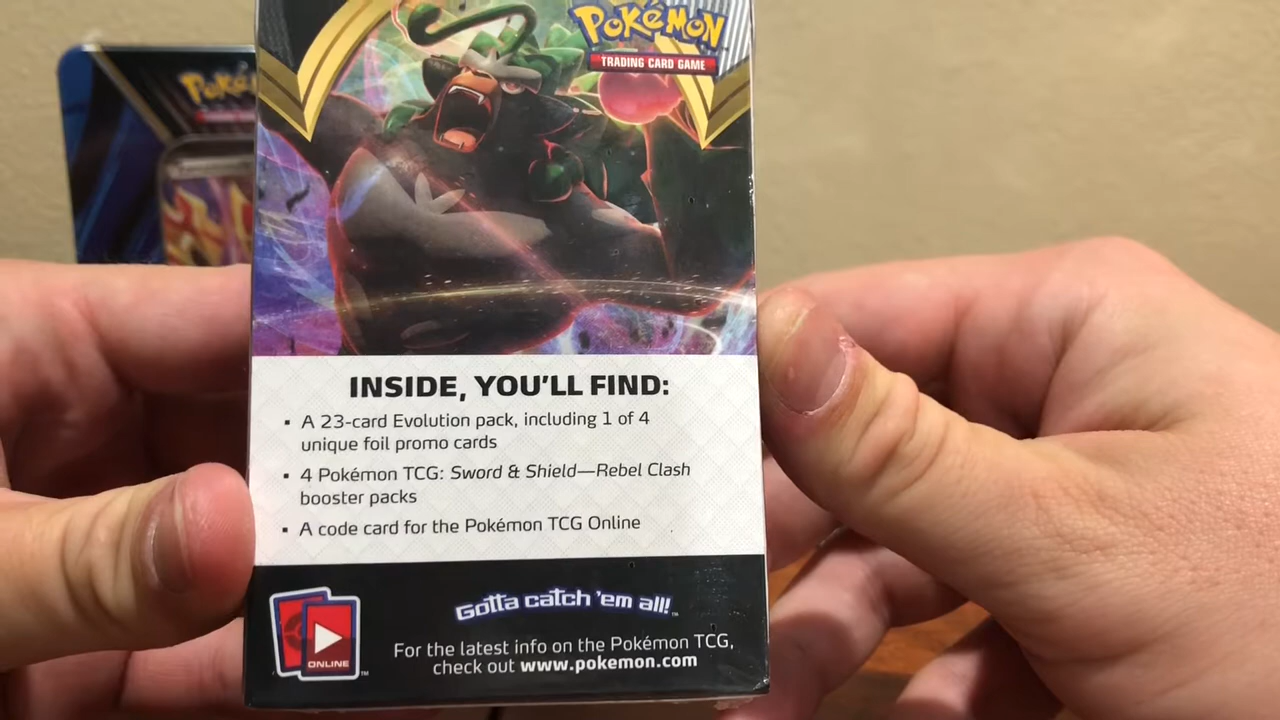 POKéMON
TRADING CARD GAME
INSIDE, YOU'LL FIND:
▪ A 23-card Evolution pack, including 1 of 4
unique foil promo cards
▪ 4 Pokémon TCG: Sword & Shield—Rebel Clash
booster packs
▪ A code card for the Pokémon TCG Online
Gotta catch 'em all!™
ONLINE™
For the latest info on the Pokémon TCG,
check out www.pokemon.com